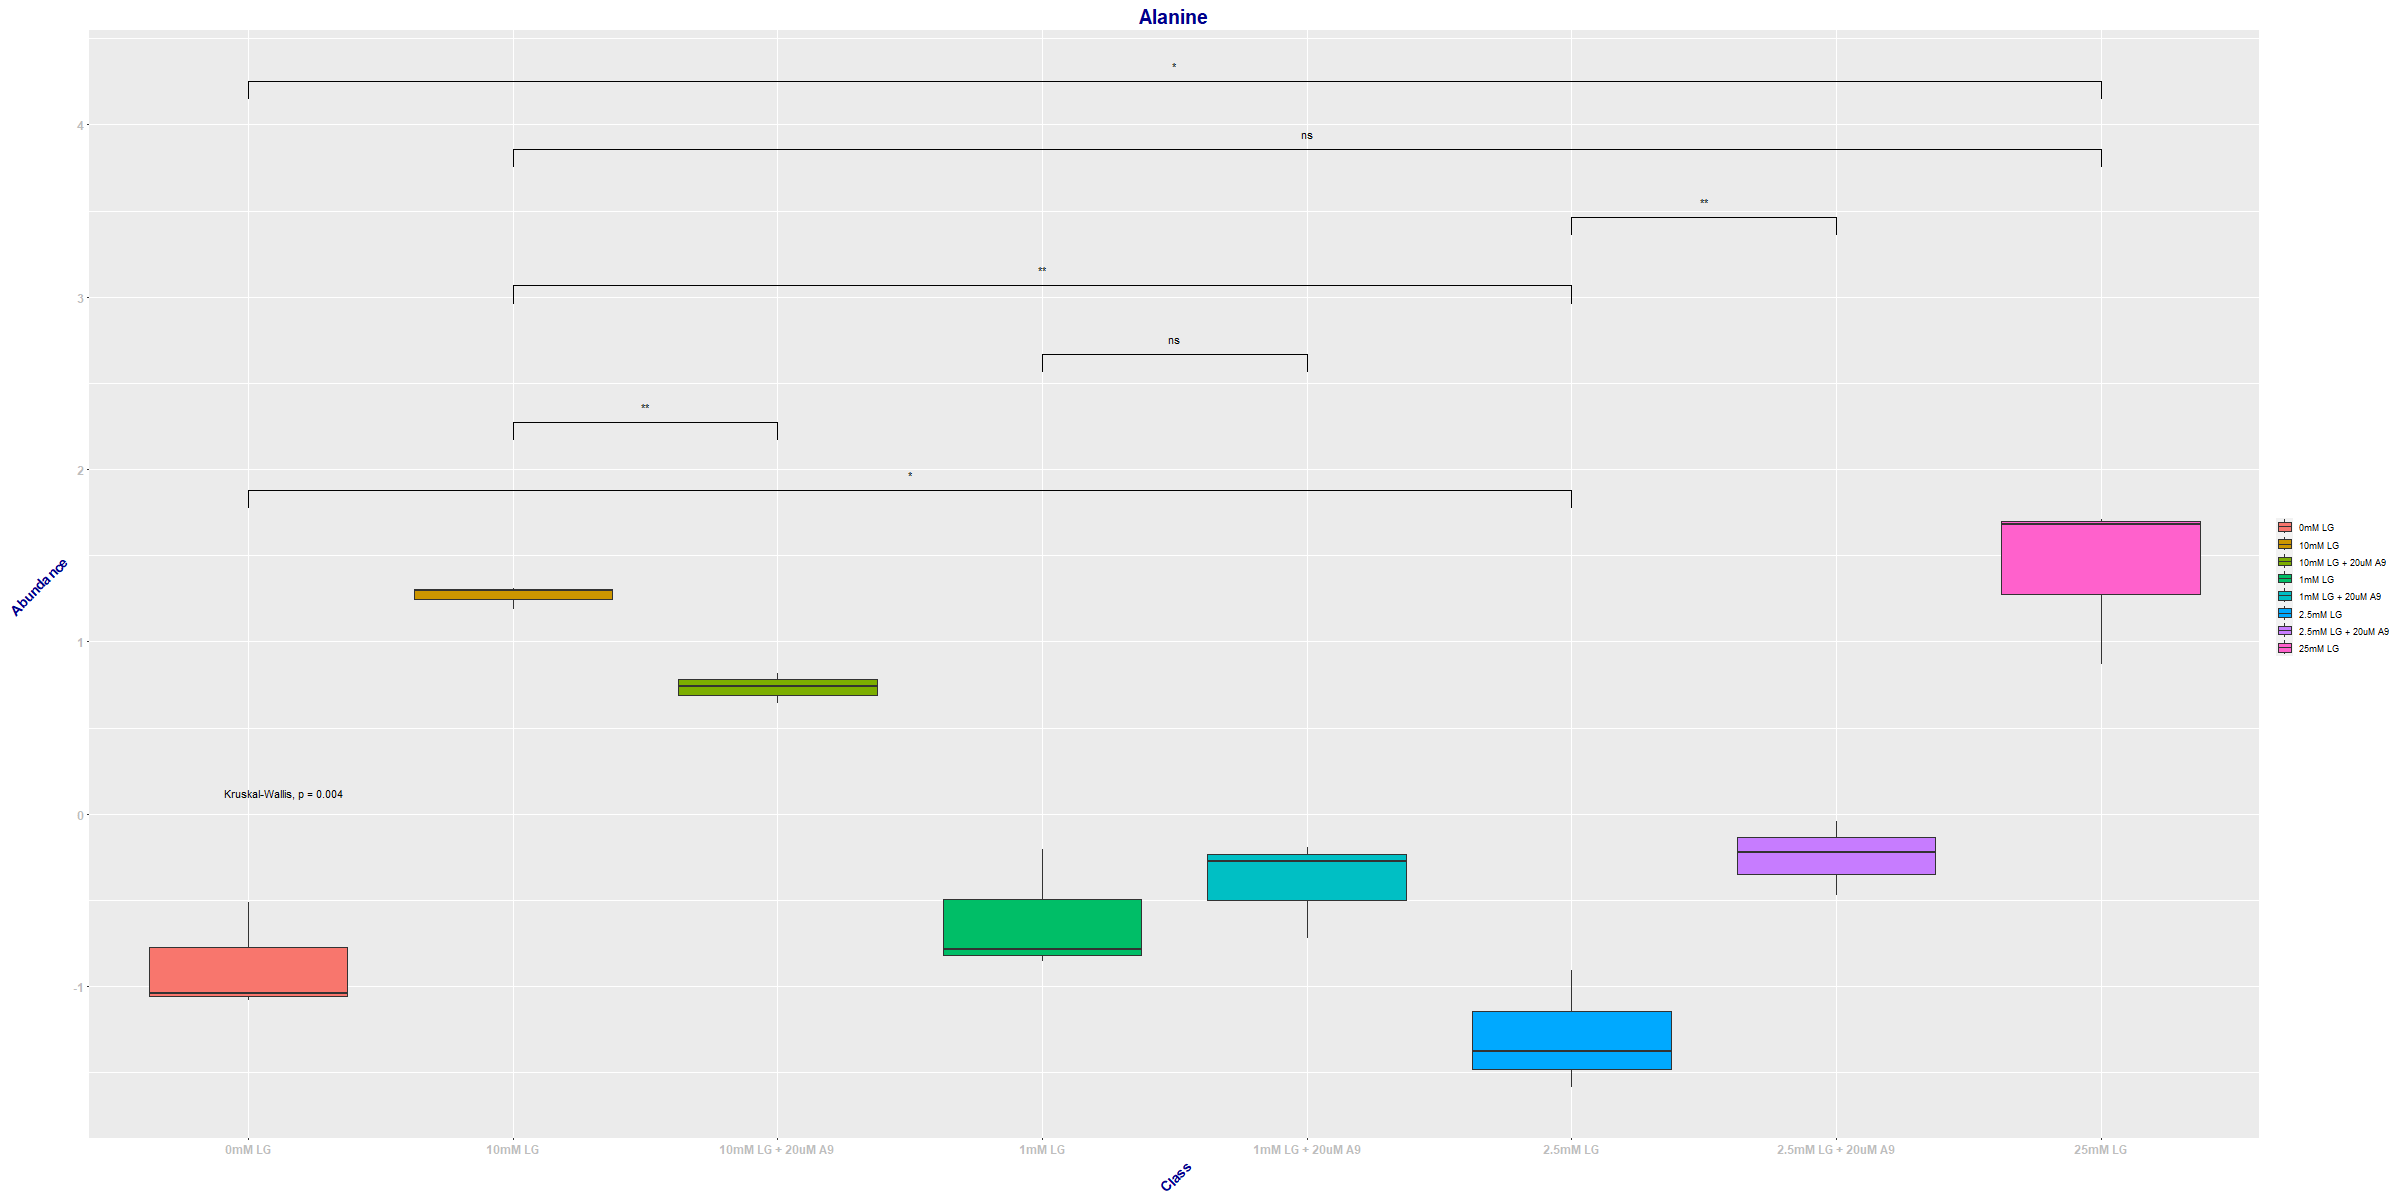 Alanine
*
4
ns
**
3
**
ns
**
2
*
1
Kruskal-Wallis, p = 0.004
0
-1
Abundance
0mM LG
10mM LG
10mM LG + 20uM A9
1mM LG
1mM LG + 20uM A9
2.5mM LG
2.5mM LG + 20uM A9
25mM LG
Class
0mM LG
10mM LG
10mM LG + 20uM A9
1mM LG
1mM LG + 20uM A9
2.5mM LG
2.5mM LG + 20uM A9
25mM LG